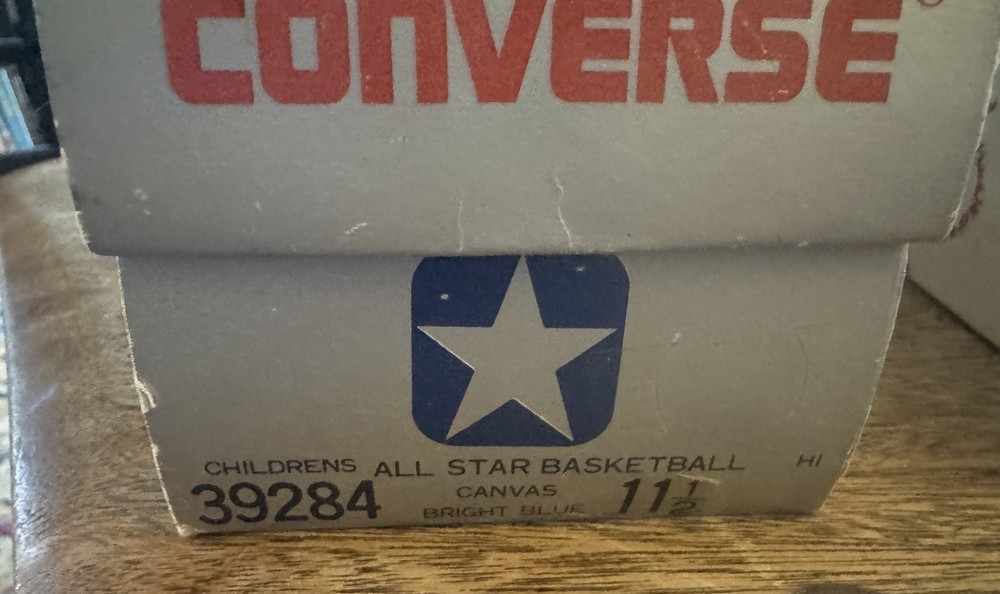 CONVERSE®
CHILDRENS ALL STAR BASKETBALL HI
39284 CANVAS 11 1/2
BRIGHT BLUE